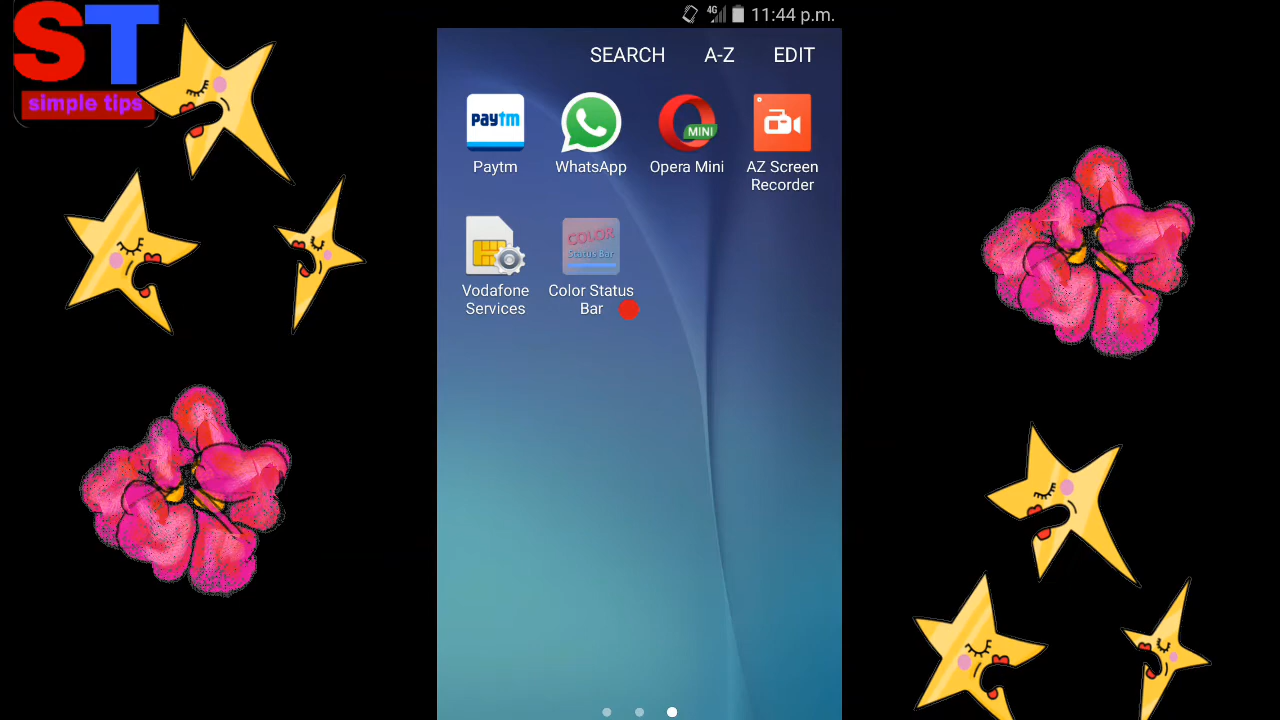 ST
simple tips
4G 11:44 p.m.
SEARCH A-Z EDIT
paytm
MINI
Paytm WhatsApp Opera Mini AZ Screen
Recorder
COLOR
Status Bar
Vodafone Color Status
Services Bar